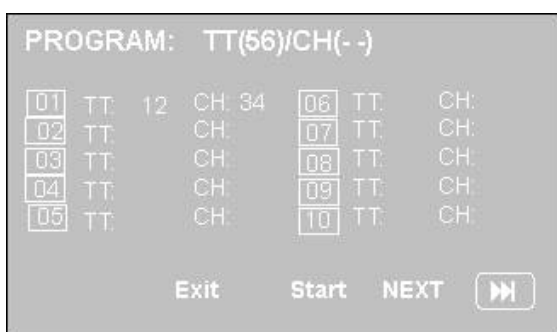 PROGRAM: TT(56)/CH(- -)
01 TT: 12 CH: 34 06 TT: CH:
02 TT: CH: 07 TT: CH:
03 TT: CH: 08 TT: CH:
04 TT: CH: 09 TT: CH:
05 TT: CH: 10 TT: CH:
Exit Start NEXT